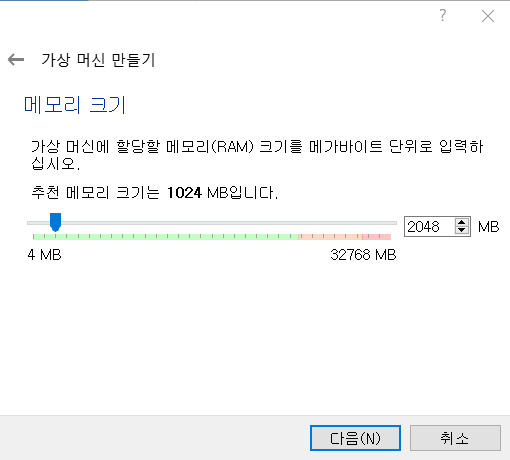 ?
가상 머신 만들기
메모리 크기
가상 머신에 할당할 메모리(RAM) 크기를 메가바이트 단위로 입력하
십시오.
추천 메모리 크기는 1024 MB입니다.
2048 MB
4 MB 32768 MB
다음(N) 취소